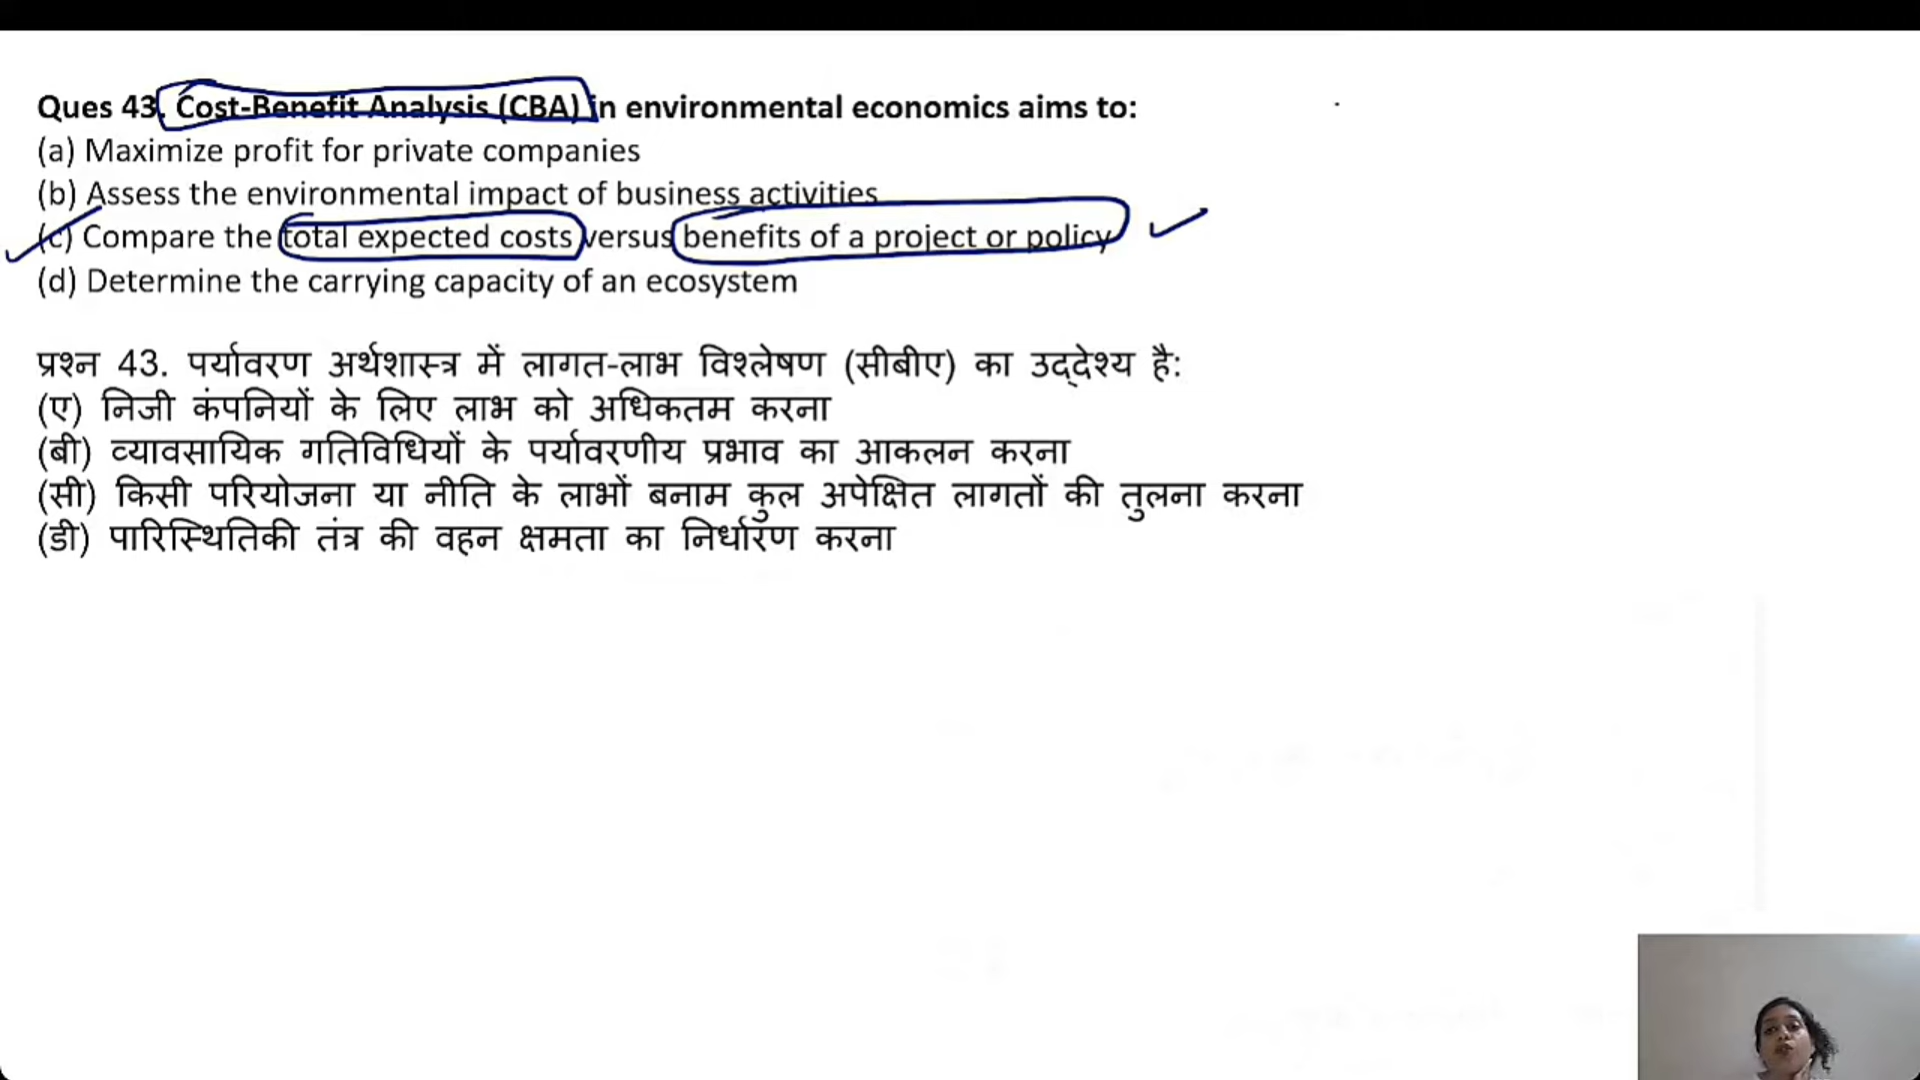 Ques 43. Cost-Benefit Analysis (CBA) in environmental economics aims to:
(a) Maximize profit for private companies
(b) Assess the environmental impact of business activities
(c) Compare the total expected costs versus benefits of a project or policy
(d) Determine the carrying capacity of an ecosystem
प्रश्न 43. पर्यावरण अर्थशास्त्र में लागत-लाभ विश्लेषण (सीबीए) का उद्देश्य है:
(ए) निजी कंपनियों के लिए लाभ को अधिकतम करना
(बी) व्यावसायिक गतिविधियों के पर्यावरणीय प्रभाव का आकलन करना
(सी) किसी परियोजना या नीति के लाभों बनाम कुल अपेक्षित लागतों की तुलना करना
(डी) पारिस्थितिकी तंत्र की वहन क्षमता का निर्धारण करना